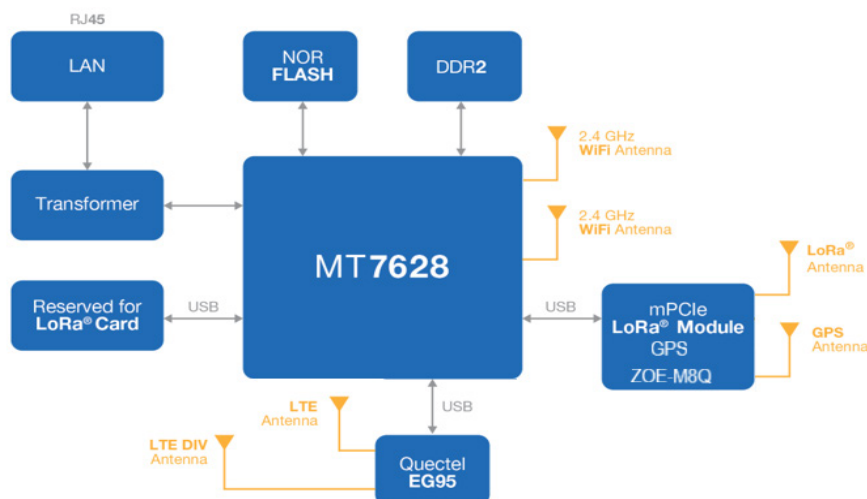 RJ45
LAN
NOR
FLASH
DDR2
2.4 GHz
WiFi Antenna
Transformer
MT7628
2.4 GHz
WiFi Antenna
LoRa®
Antenna
Reserved for
LoRa® Card
USB
USB
mPCIe
LoRa® Module
GPS
ZOE-M8Q
GPS
Antenna
USB
LTE
Antenna
LTE DIV
Antenna
Quectel
EG95